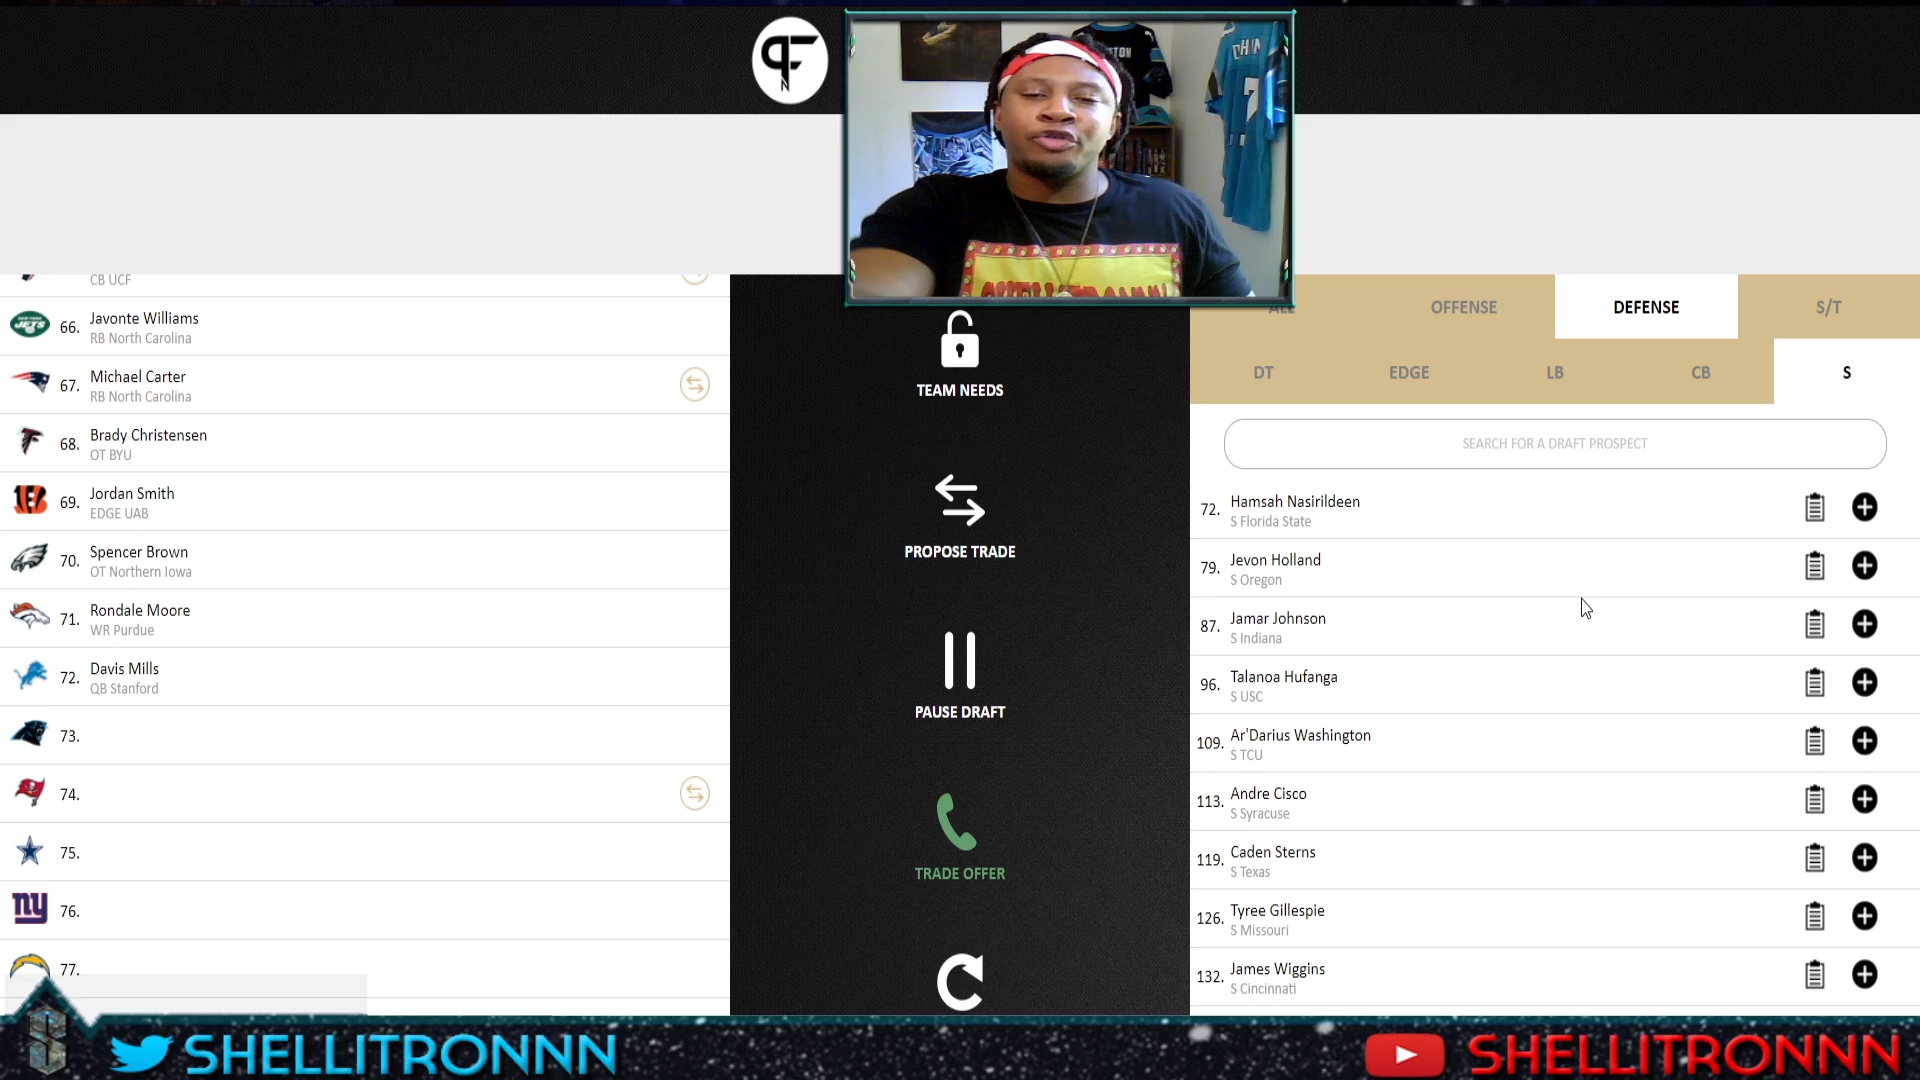 PF
N
TON
CB UCF
66. Javonte Williams
RB North Carolina
67. Michael Carter
RB North Carolina
68. Brady Christensen
OT BYU
69. Jordan Smith
EDGE UAB
70. Spencer Brown
OT Northern Iowa
71. Rondale Moore
WR Purdue
72. Davis Mills
QB Stanford
73.
74.
75.
76.
77.
JETS
ny
TEAM NEEDS
PROPOSE TRADE
PAUSE DRAFT
TRADE OFFER
ALL OFFENSE DEFENSE S/T
DT EDGE LB CB S
SEARCH FOR A DRAFT PROSPECT
72. Hamsah Nasirildeen
S Florida State
79. Jevon Holland
S Oregon
87. Jamar Johnson
S Indiana
96. Talanoa Hufanga
S USC
109. Ar'Darius Washington
S TCU
113. Andre Cisco
S Syracuse
119. Caden Sterns
S Texas
126. Tyree Gillespie
S Missouri
132. James Wiggins
S Cincinnati
SHELLITRONNN
SHELLITRONNN